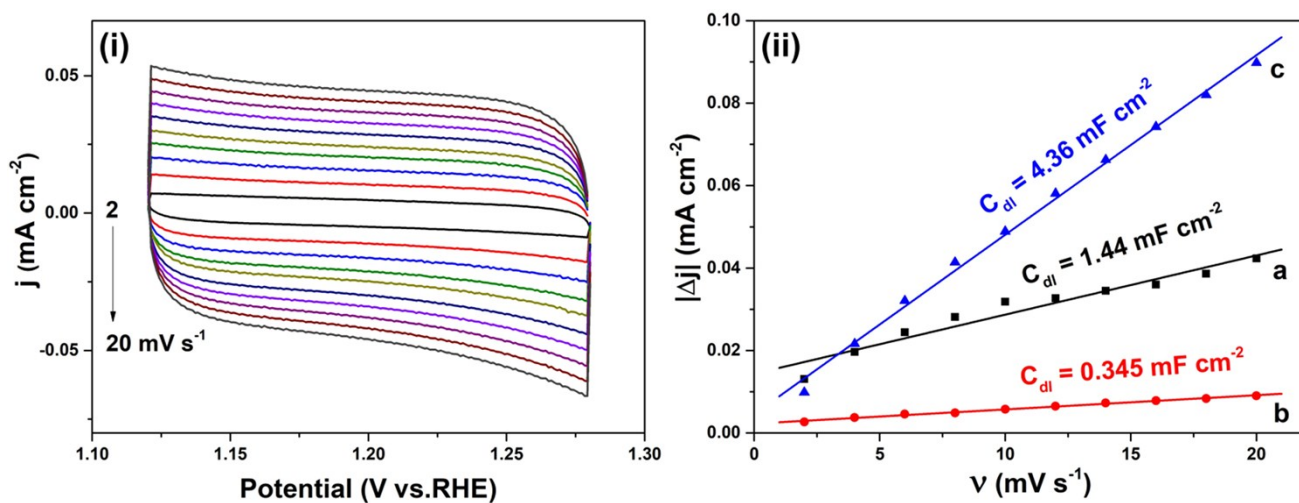 (i)
0.05
0.00
-0.05
j (mA cm-2)
2
20 mV s-1
1.10
1.15
1.20
1.25
1.30
Potential (V vs.RHE)
(ii)
0.10
0.08
0.06
0.04
0.02
0.00
|Δj| (mA cm-2)
c
Cdl = 4.36 mF cm-2
Cdl = 1.44 mF cm-2
a
Cdl = 0.345 mF cm-2
b
5
10
15
20
ν (mV s-1)